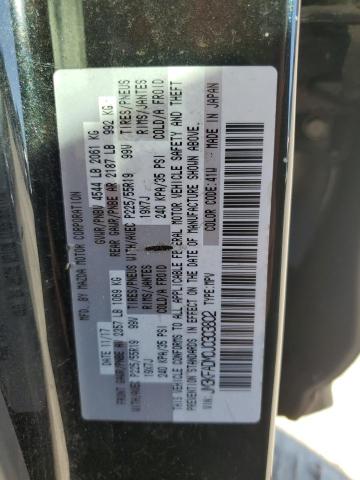 MFD. BY MAZDA MOTOR CORPORATION
DATE: 11/17 GVWR/PNBV 4544 LB 2061 KG
FRONT GAWR/PNBE AV 2357 LB 1069 KG REAR GAWR/PNBE AR 2187 LB 992 KG
WITH/AVEC P225/55R19 99V TIRES/PNEUS WITH/AVEC P225/55R19 99V TIRES/PNEUS
19X7J RIMS/JANTES 19X7J RIMS/JANTES
240 KPA/35 PSI COLD/A FROID 240 KPA/35 PSI COLD/A FROID
THIS VEHICLE CONFORMS TO ALL APPLICABLE FEDERAL MOTOR VEHICLE SAFETY AND THEFT
PREVENTION STANDARDS IN EFFECT ON THE DATE OF MANUFACTURE SHOWN ABOVE.
TYPE: MPV COLOR CODE: 41W MADE IN JAPAN